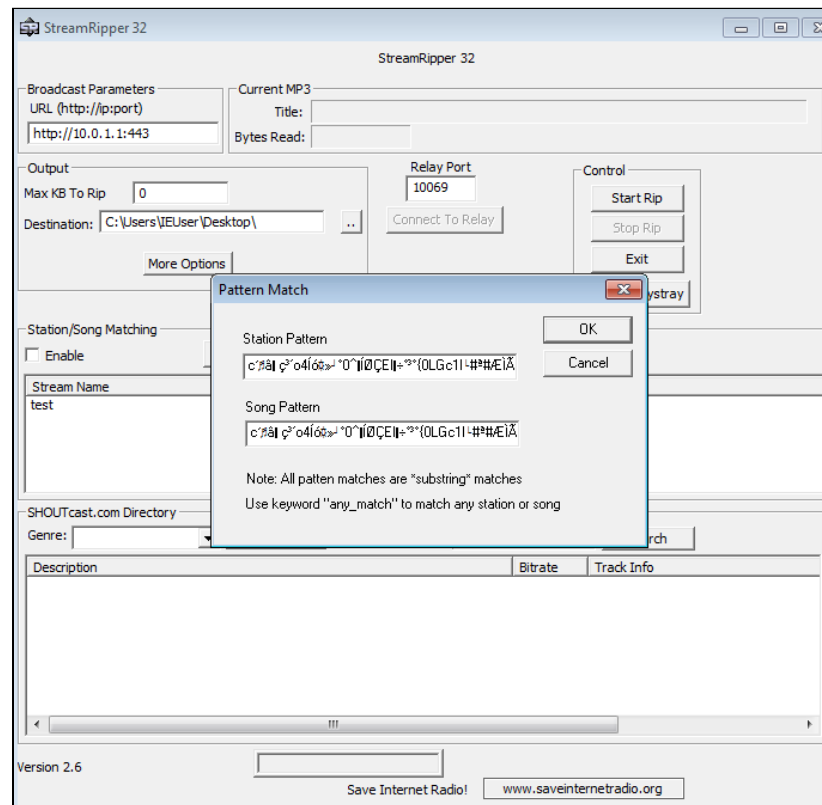 StreamRipper 32
StreamRipper 32
Broadcast Parameters
URL (http://ip:port)
http://10.0.1.1:443
Current MP3
Title:
Bytes Read:
Output
Max KB To Rip 0
Destination: C:\Users\IEUser\Desktop\ ..
More Options
Relay Port
10069
Connect To Relay
Control
Start Rip
Stop Rip
Exit
ystray
Pattern Match
Station Pattern
Song Pattern
OK
Cancel
Note: All patten matches are *substring* matches
Use keyword "any_match" to match any station or song
Station/Song Matching
Enable
Stream Name
test
SHOUTcast.com Directory
Genre:
rch
Description Bitrate Track Info
Version 2.6
Save Internet Radio! www.saveinternetradio.org